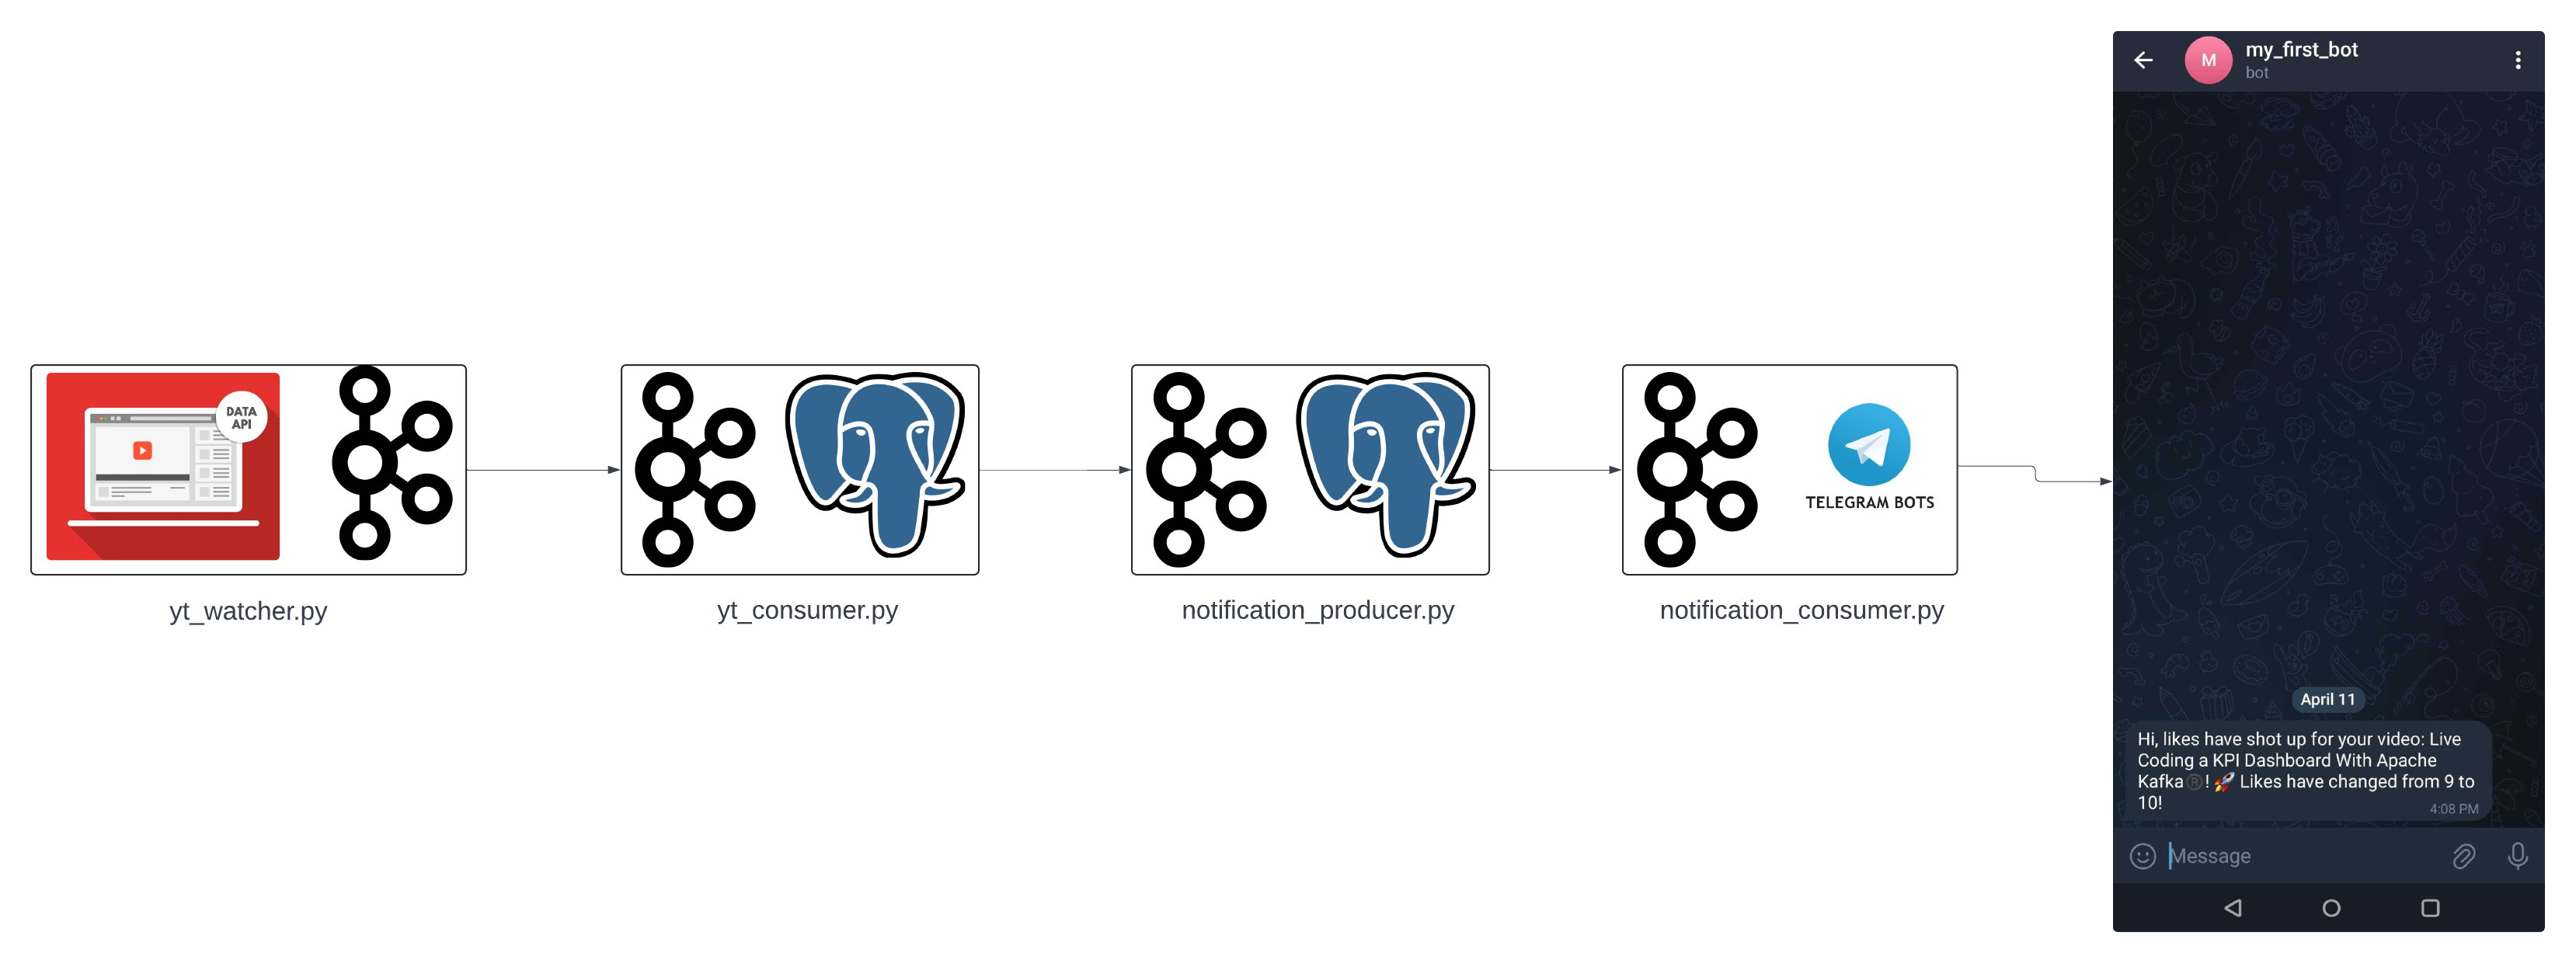 DATA
API
yt_watcher.py
yt_consumer.py
notification_producer.py
TELEGRAM BOTS
notification_consumer.py
M
my_first_bot
bot
April 11
Hi, likes have shot up for your video: Live
Coding a KPI Dashboard With Apache
Kafka®! 🚀 Likes have changed from 9 to
10!
4:08 PM
Message